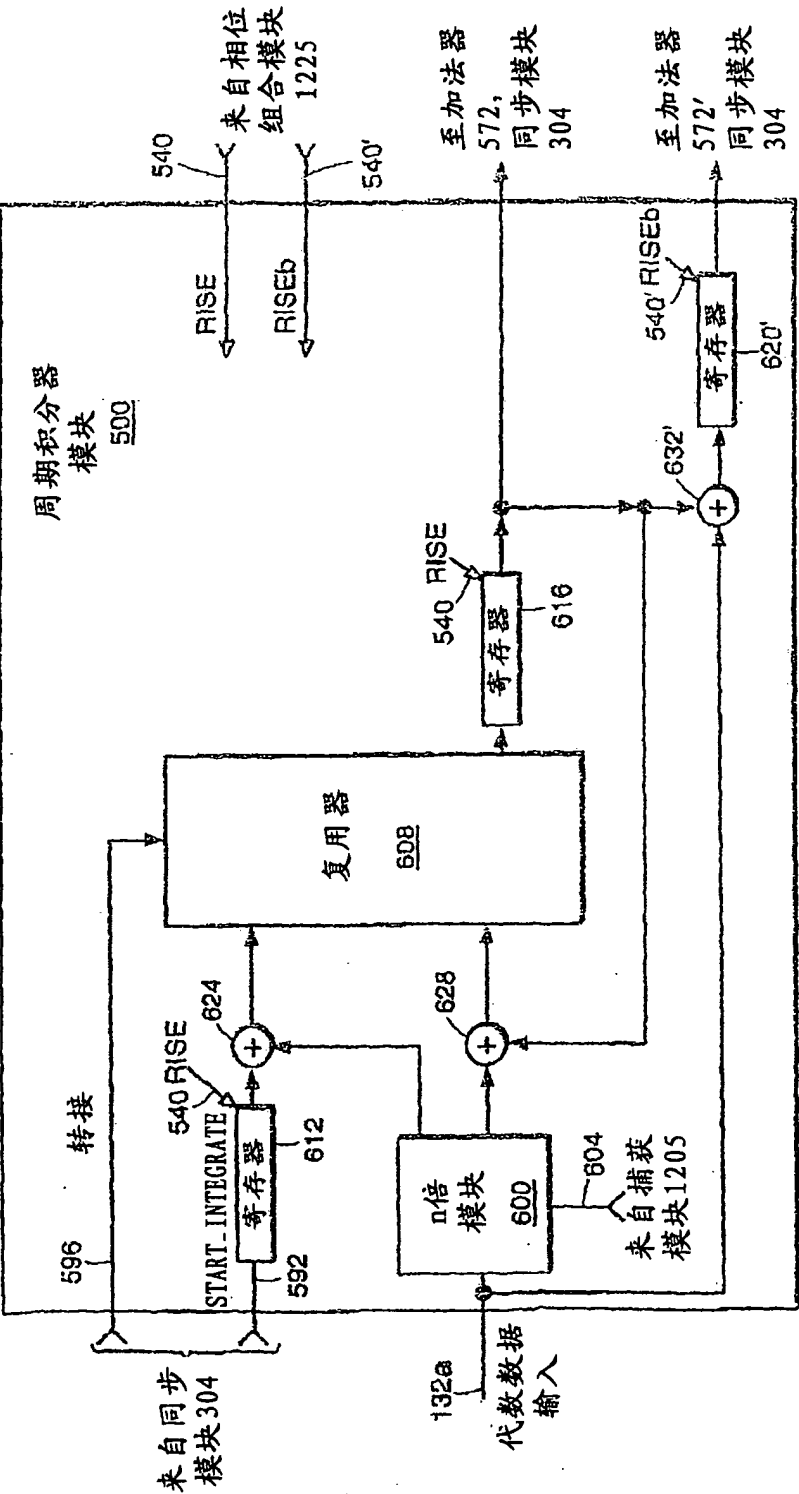 周期积分器
模块
500
RISE
RISEb
540
540'
来自相位
组合模块
1225
来自同步
模块304
596
转接
592
START_INTEGRATE
寄存器
612
540
RISE
624
复用器
608
540
RISE
寄存器
616
至加法器
572,
同步模块
304
132a
代数数据
输入
n倍
模块
600
604
来自捕获
模块1205
628
632'
540'
RISEb
寄存器
620'
至加法器
572'
同步模块
304